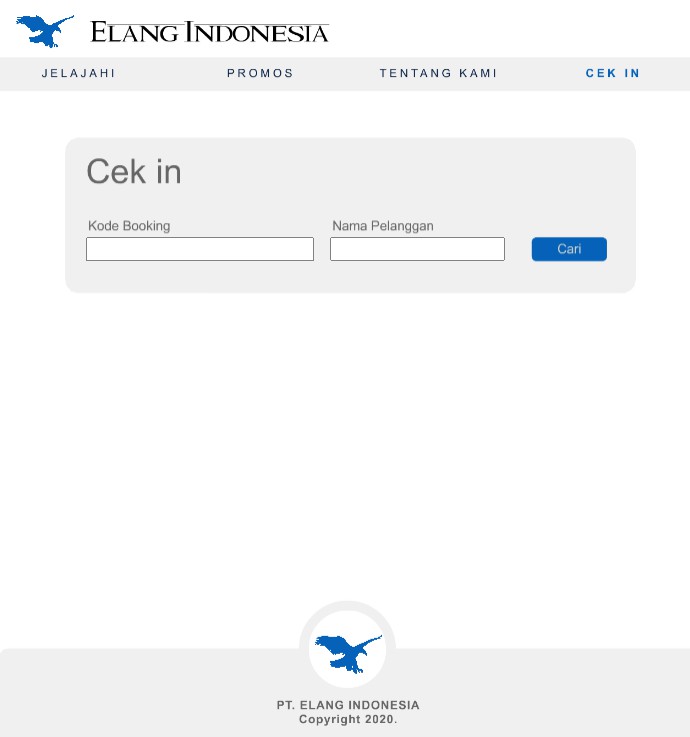 ELANG INDONESIA
JELAJAHI PROMOS TENTANG KAMI CEK IN
Cek in
Kode Booking Nama Pelanggan
Cari
PT. ELANG INDONESIA
Copyright 2020.